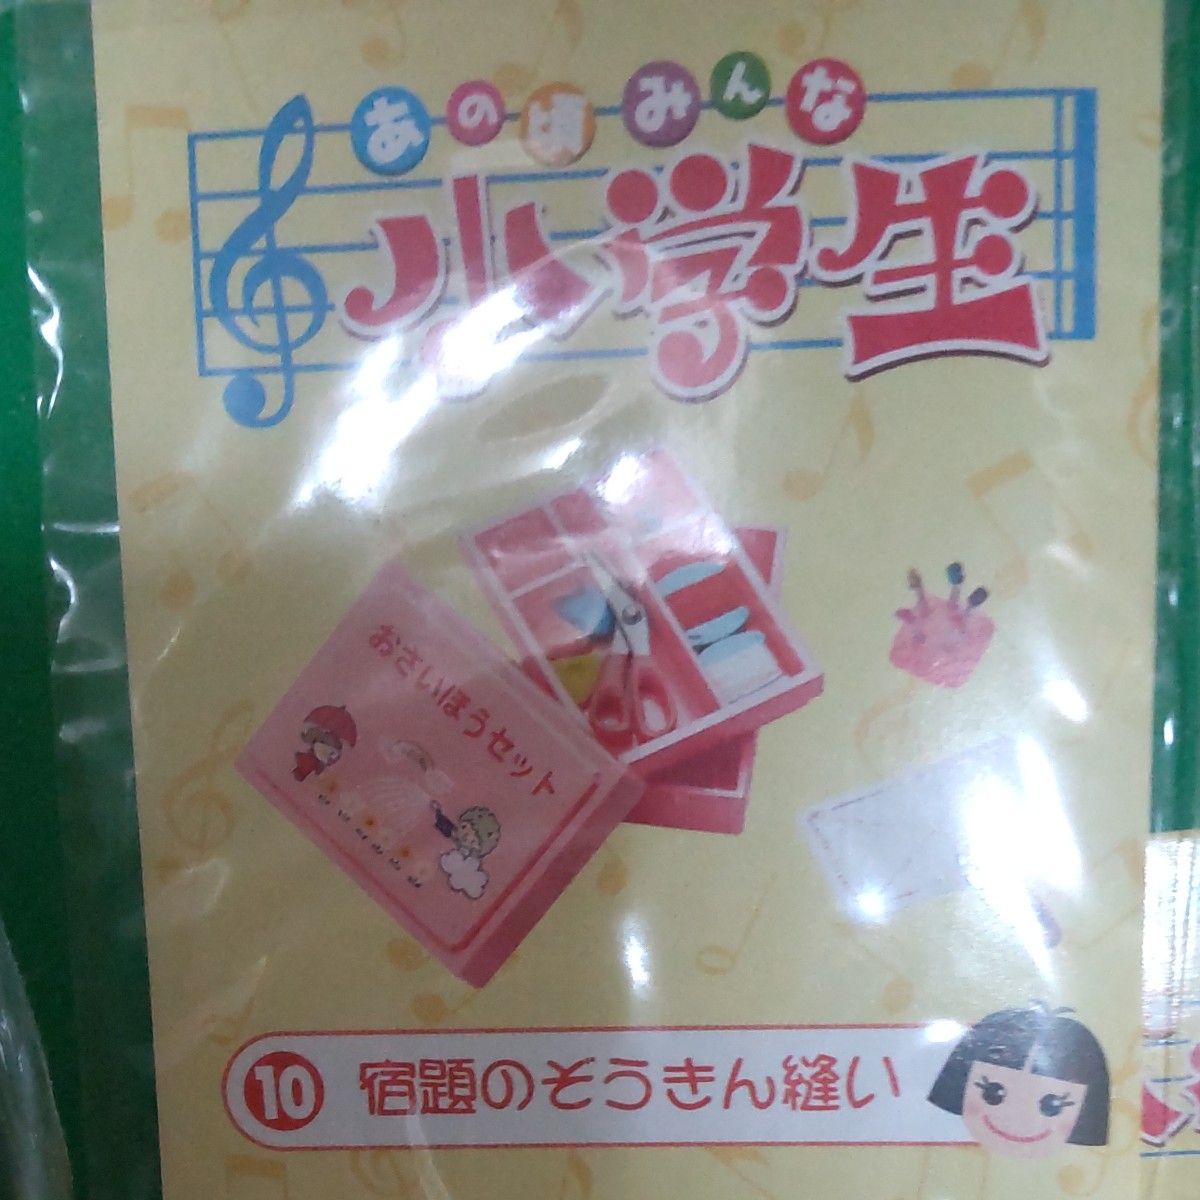 あの頃みんな
小学生
おさいほうセット
10 宿題のぞうきん縫い